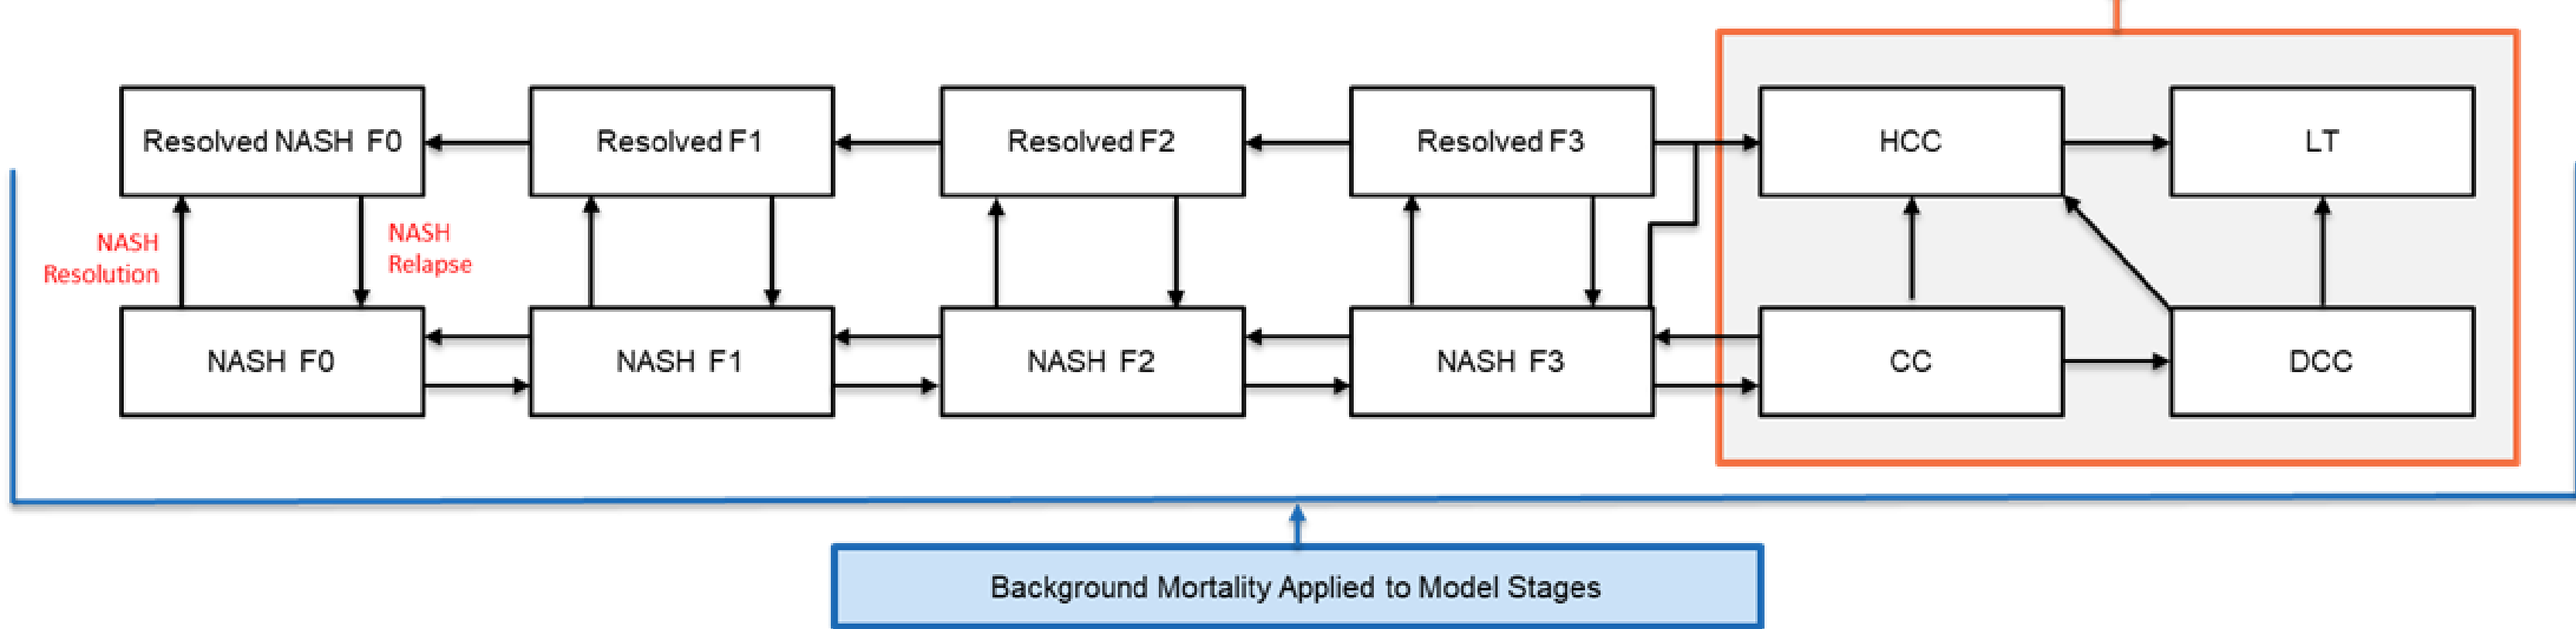 Resolved NASH F0
Resolved F1
Resolved F2
Resolved F3
HCC
LT
NASH
Resolution
NASH
Relapse
NASH F0
NASH F1
NASH F2
NASH F3
CC
DCC
Background Mortality Applied to Model Stages